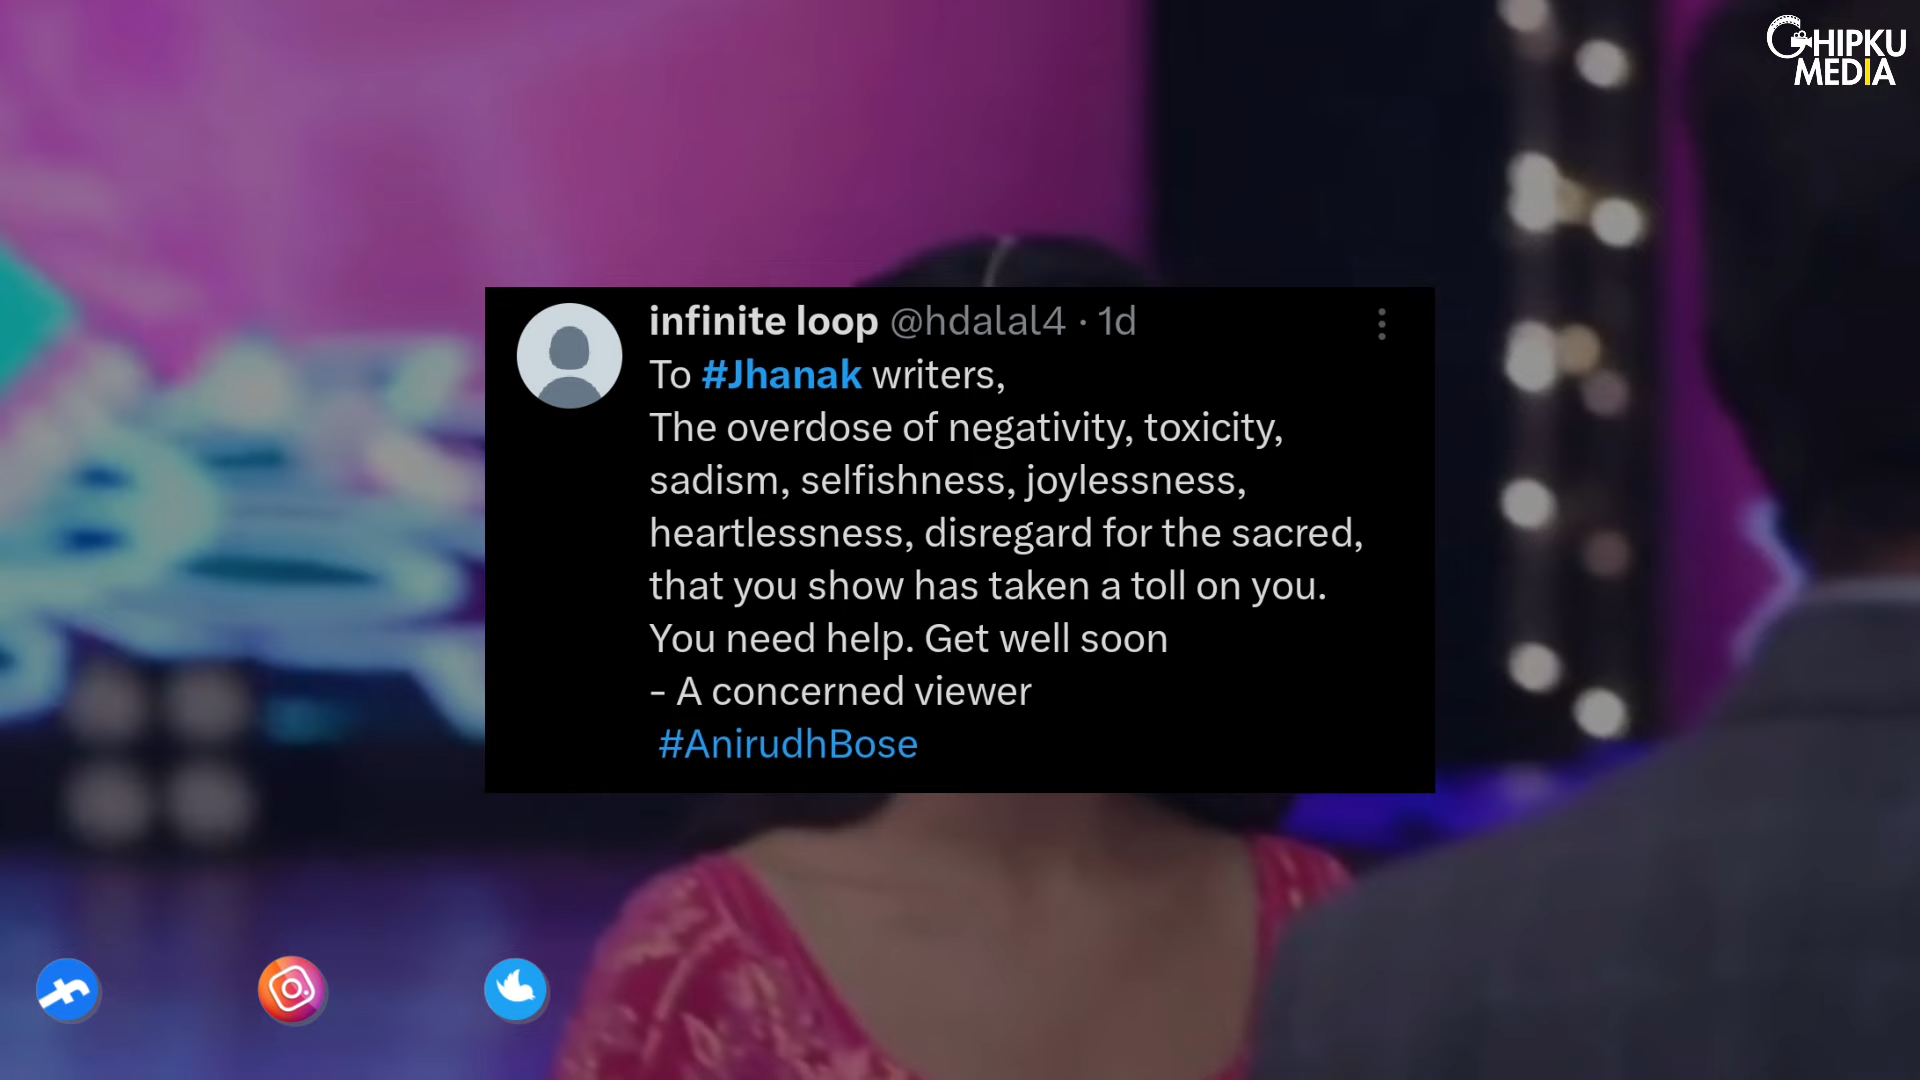 CHIPKU
MEDIA
infinite loop @hdalal4 · 1d
To #Jhanak writers,
The overdose of negativity, toxicity,
sadism, selfishness, joylessness,
heartlessness, disregard for the sacred,
that you show has taken a toll on you.
You need help. Get well soon
- A concerned viewer
#AnirudhBose